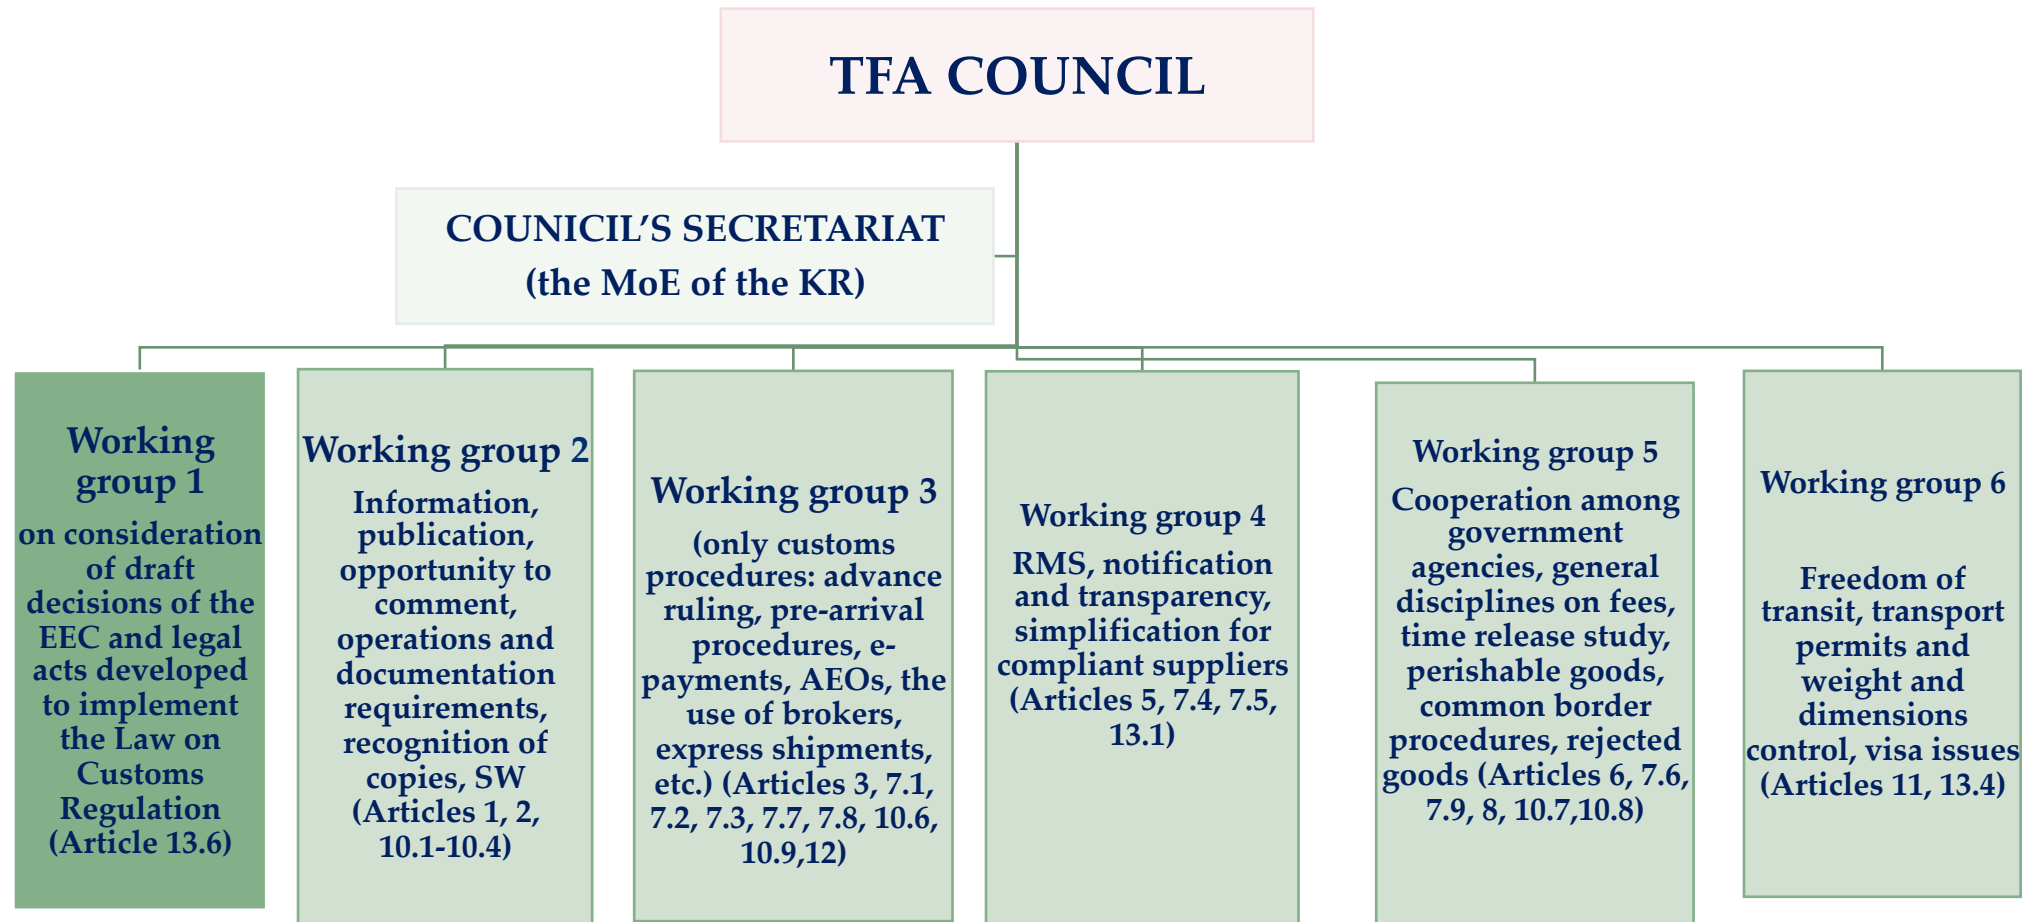 TFA COUNCIL
COUNICIL’S SECRETARIAT
(the MoE of the KR)
Working
group 1
on consideration
of draft
decisions of the
EEC and legal
acts developed
to implement
the Law on
Customs
Regulation
(Article 13.6)
Working group 2
Information,
publication,
opportunity to
comment,
operations and
documentation
requirements,
recognition of
copies, SW
(Articles 1, 2,
10.1-10.4)
Working group 3
(only customs
procedures: advance
ruling, pre-arrival
procedures, e-
payments, AEOs, the
use of brokers,
express shipments,
etc.) (Articles 3, 7.1,
7.2, 7.3, 7.7, 7.8, 10.6,
10.9,12)
Working group 4
RMS, notification
and transparency,
simplification for
compliant suppliers
(Articles 5, 7.4, 7.5,
13.1)
Working group 5
Cooperation among
government
agencies, general
disciplines on fees,
time release study,
perishable goods,
common border
procedures, rejected
goods (Articles 6, 7.6,
7.9, 8, 10.7,10.8)
Working group 6
Freedom of
transit, transport
permits and
weight and
dimensions
control, visa issues
(Articles 11, 13.4)